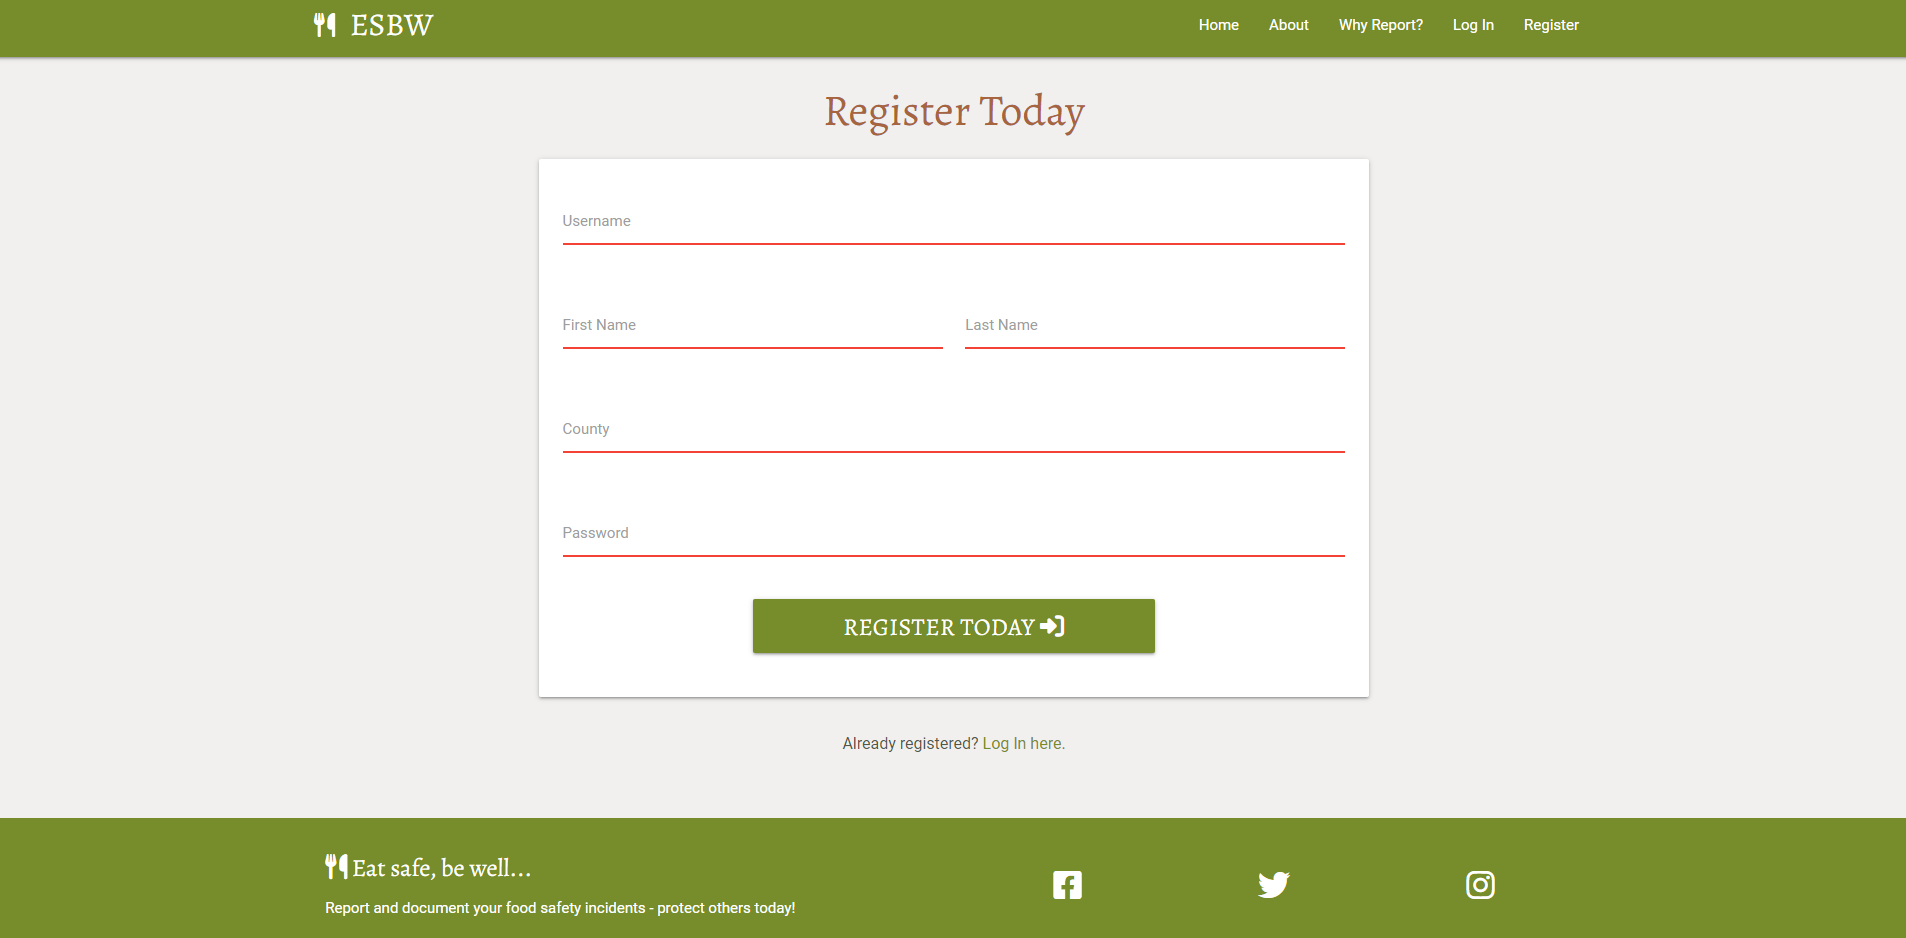 ESBW
Home About Why Report? Log In Register
Register Today
Username
First Name Last Name
County
Password
REGISTER TODAY
Already registered? Log In here.
Eat safe, be well...
Report and document your food safety incidents - protect others today!